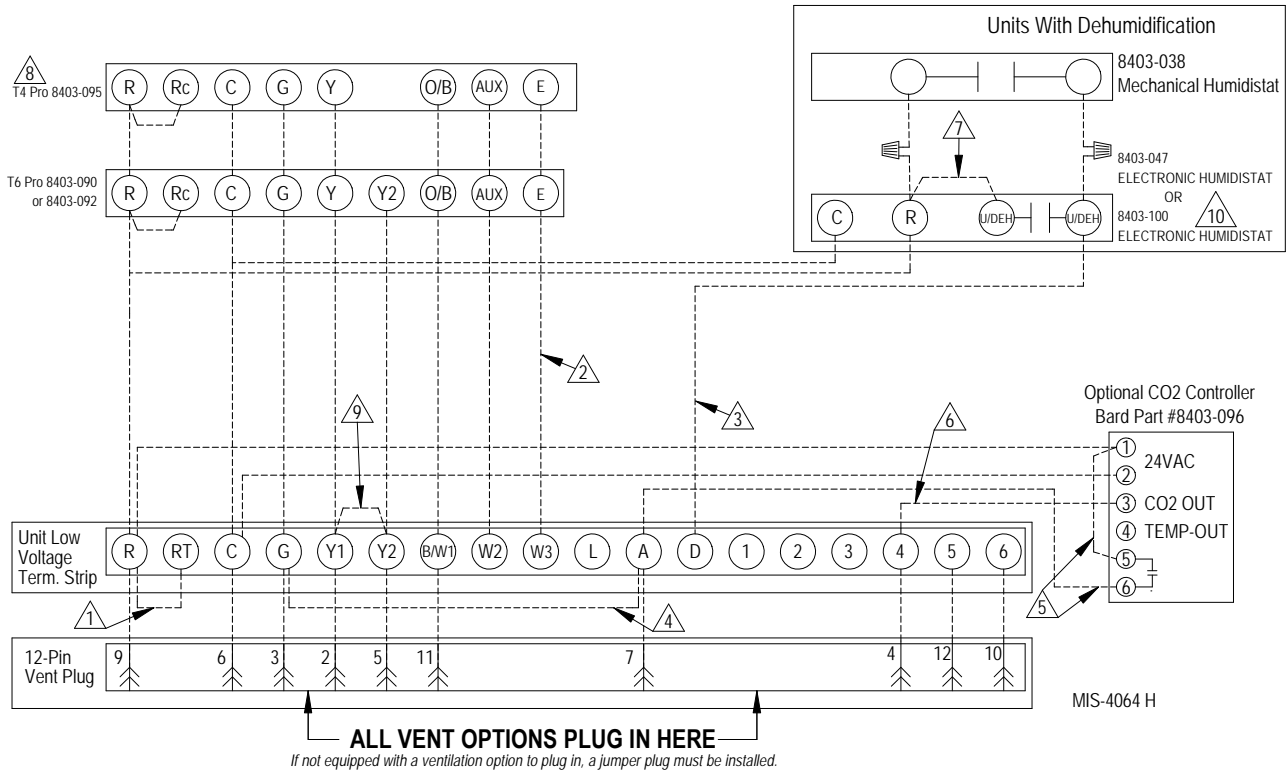 Units With Dehumidification
8
T4 Pro 8403-095
R Rc C G Y O/B AUX E
8403-038
Mechanical Humidistat
7
T6 Pro 8403-090
or 8403-092
R Rc C G Y Y2 O/B AUX E
8403-047
ELECTRONIC HUMIDISTAT
OR
8403-100
ELECTRONIC HUMIDISTAT
10
C R U/DEH U/DEH
2
3
9
6
Optional CO2 Controller
Bard Part #8403-096
1
2
24VAC
3 CO2 OUT
4 TEMP-OUT
5
6
5
Unit Low
Voltage
Term. Strip
R RT C G Y1 Y2 B/W1 W2 W3 L A D 1 2 3 4 5 6
1
4
12-Pin
Vent Plug
9 6 3 2 5 11 7 4 12 10
MIS-4064 H
ALL VENT OPTIONS PLUG IN HERE
If not equipped with a ventilation option to plug in, a jumper plug must be installed.